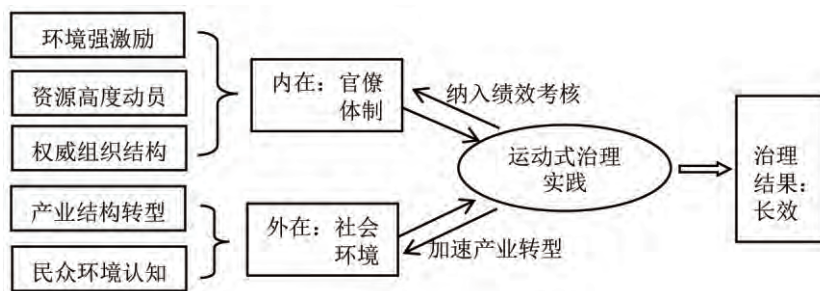 环境强激励
资源高度动员
权威组织结构
产业结构转型
民众环境认知
内在：官僚
体制
外在：社会
环境
纳入绩效考核
运动式治理
实践
加速产业转型
治理
结果：
长效